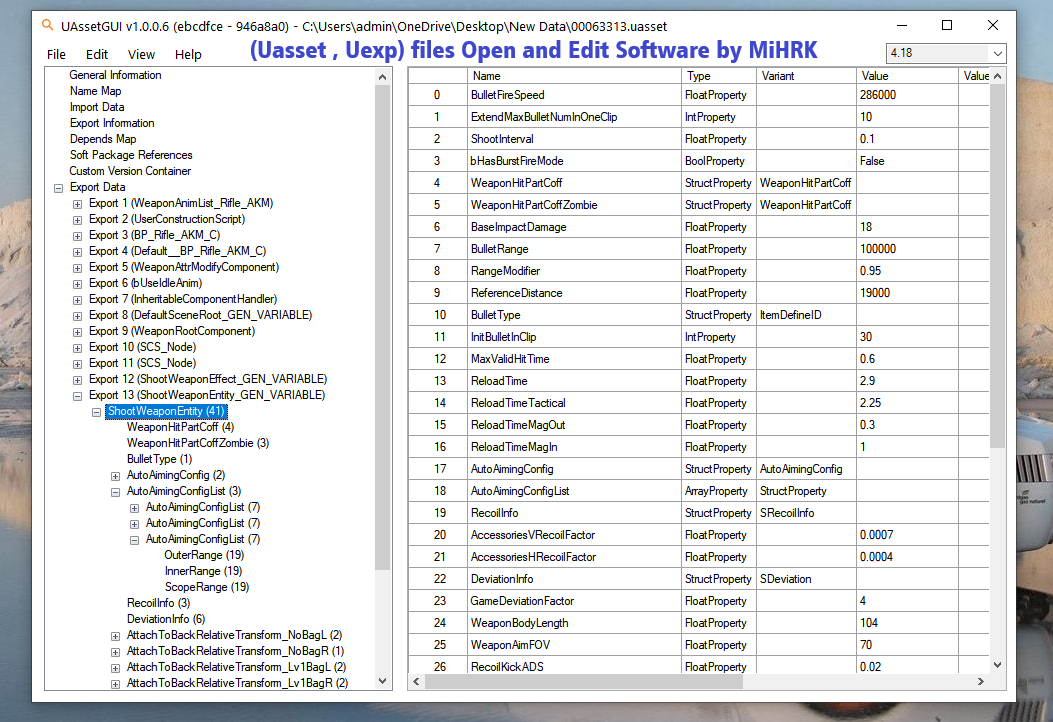 UAssetGUI v1.0.0.6 (ebcdfce - 946a8a0) - C:\Users\admin\OneDrive\Desktop\New Data\00063313.uasset
File Edit View Help
(Uasset , Uexp) files Open and Edit Software by MiHRK
4.18
General Information
Name Map
Import Data
Export Information
Depends Map
Soft Package References
Custom Version Container
Export Data
Export 1 (WeaponAnimList_Rifle_AKM)
Export 2 (UserConstructionScript)
Export 3 (BP_Rifle_AKM_C)
Export 4 (Default__BP_Rifle_AKM_C)
Export 5 (WeaponAttrModifyComponent)
Export 6 (bUseIdleAnim)
Export 7 (InheritableComponentHandler)
Export 8 (DefaultSceneRoot_GEN_VARIABLE)
Export 9 (WeaponRootComponent)
Export 10 (SCS_Node)
Export 11 (SCS_Node)
Export 12 (ShootWeaponEffect_GEN_VARIABLE)
Export 13 (ShootWeaponEntity_GEN_VARIABLE)
ShootWeaponEntity (41)
WeaponHitPartCoff (4)
WeaponHitPartCoffZombie (3)
BulletType (1)
AutoAimingConfig (2)
AutoAimingConfigList (3)
AutoAimingConfigList (7)
AutoAimingConfigList (7)
AutoAimingConfigList (7)
OuterRange (19)
InnerRange (19)
ScopeRange (19)
RecoilInfo (3)
DeviationInfo (6)
AttachToBackRelativeTransform_NoBagL (2)
AttachToBackRelativeTransform_NoBagR (1)
AttachToBackRelativeTransform_Lv1BagL (2)
AttachToBackRelativeTransform_Lv1BagR (2)
Name Type Variant Value Value
0 BulletFireSpeed FloatProperty 286000
1 ExtendMaxBulletNumInOneClip IntProperty 10
2 ShootInterval FloatProperty 0.1
3 bHasBurstFireMode BoolProperty False
4 WeaponHitPartCoff StructProperty WeaponHitPartCoff
5 WeaponHitPartCoffZombie StructProperty WeaponHitPartCoff
6 BaseImpactDamage FloatProperty 18
7 BulletRange FloatProperty 100000
8 RangeModifier FloatProperty 0.95
9 ReferenceDistance FloatProperty 19000
10 BulletType StructProperty ItemDefineID
11 InitBulletInClip IntProperty 30
12 MaxValidHitTime FloatProperty 0.6
13 ReloadTime FloatProperty 2.9
14 ReloadTimeTactical FloatProperty 2.25
15 ReloadTimeMagOut FloatProperty 0.3
16 ReloadTimeMagIn FloatProperty 1
17 AutoAimingConfig StructProperty AutoAimingConfig
18 AutoAimingConfigList ArrayProperty StructProperty
19 RecoilInfo StructProperty SRecoilInfo
20 AccessoriesVRecoilFactor FloatProperty 0.0007
21 AccessoriesHRecoilFactor FloatProperty 0.0004
22 DeviationInfo StructProperty SDeviation
23 GameDeviationFactor FloatProperty 4
24 WeaponBodyLength FloatProperty 104
25 WeaponAimFOV FloatProperty 70
26 RecoilKickADS FloatProperty 0.02